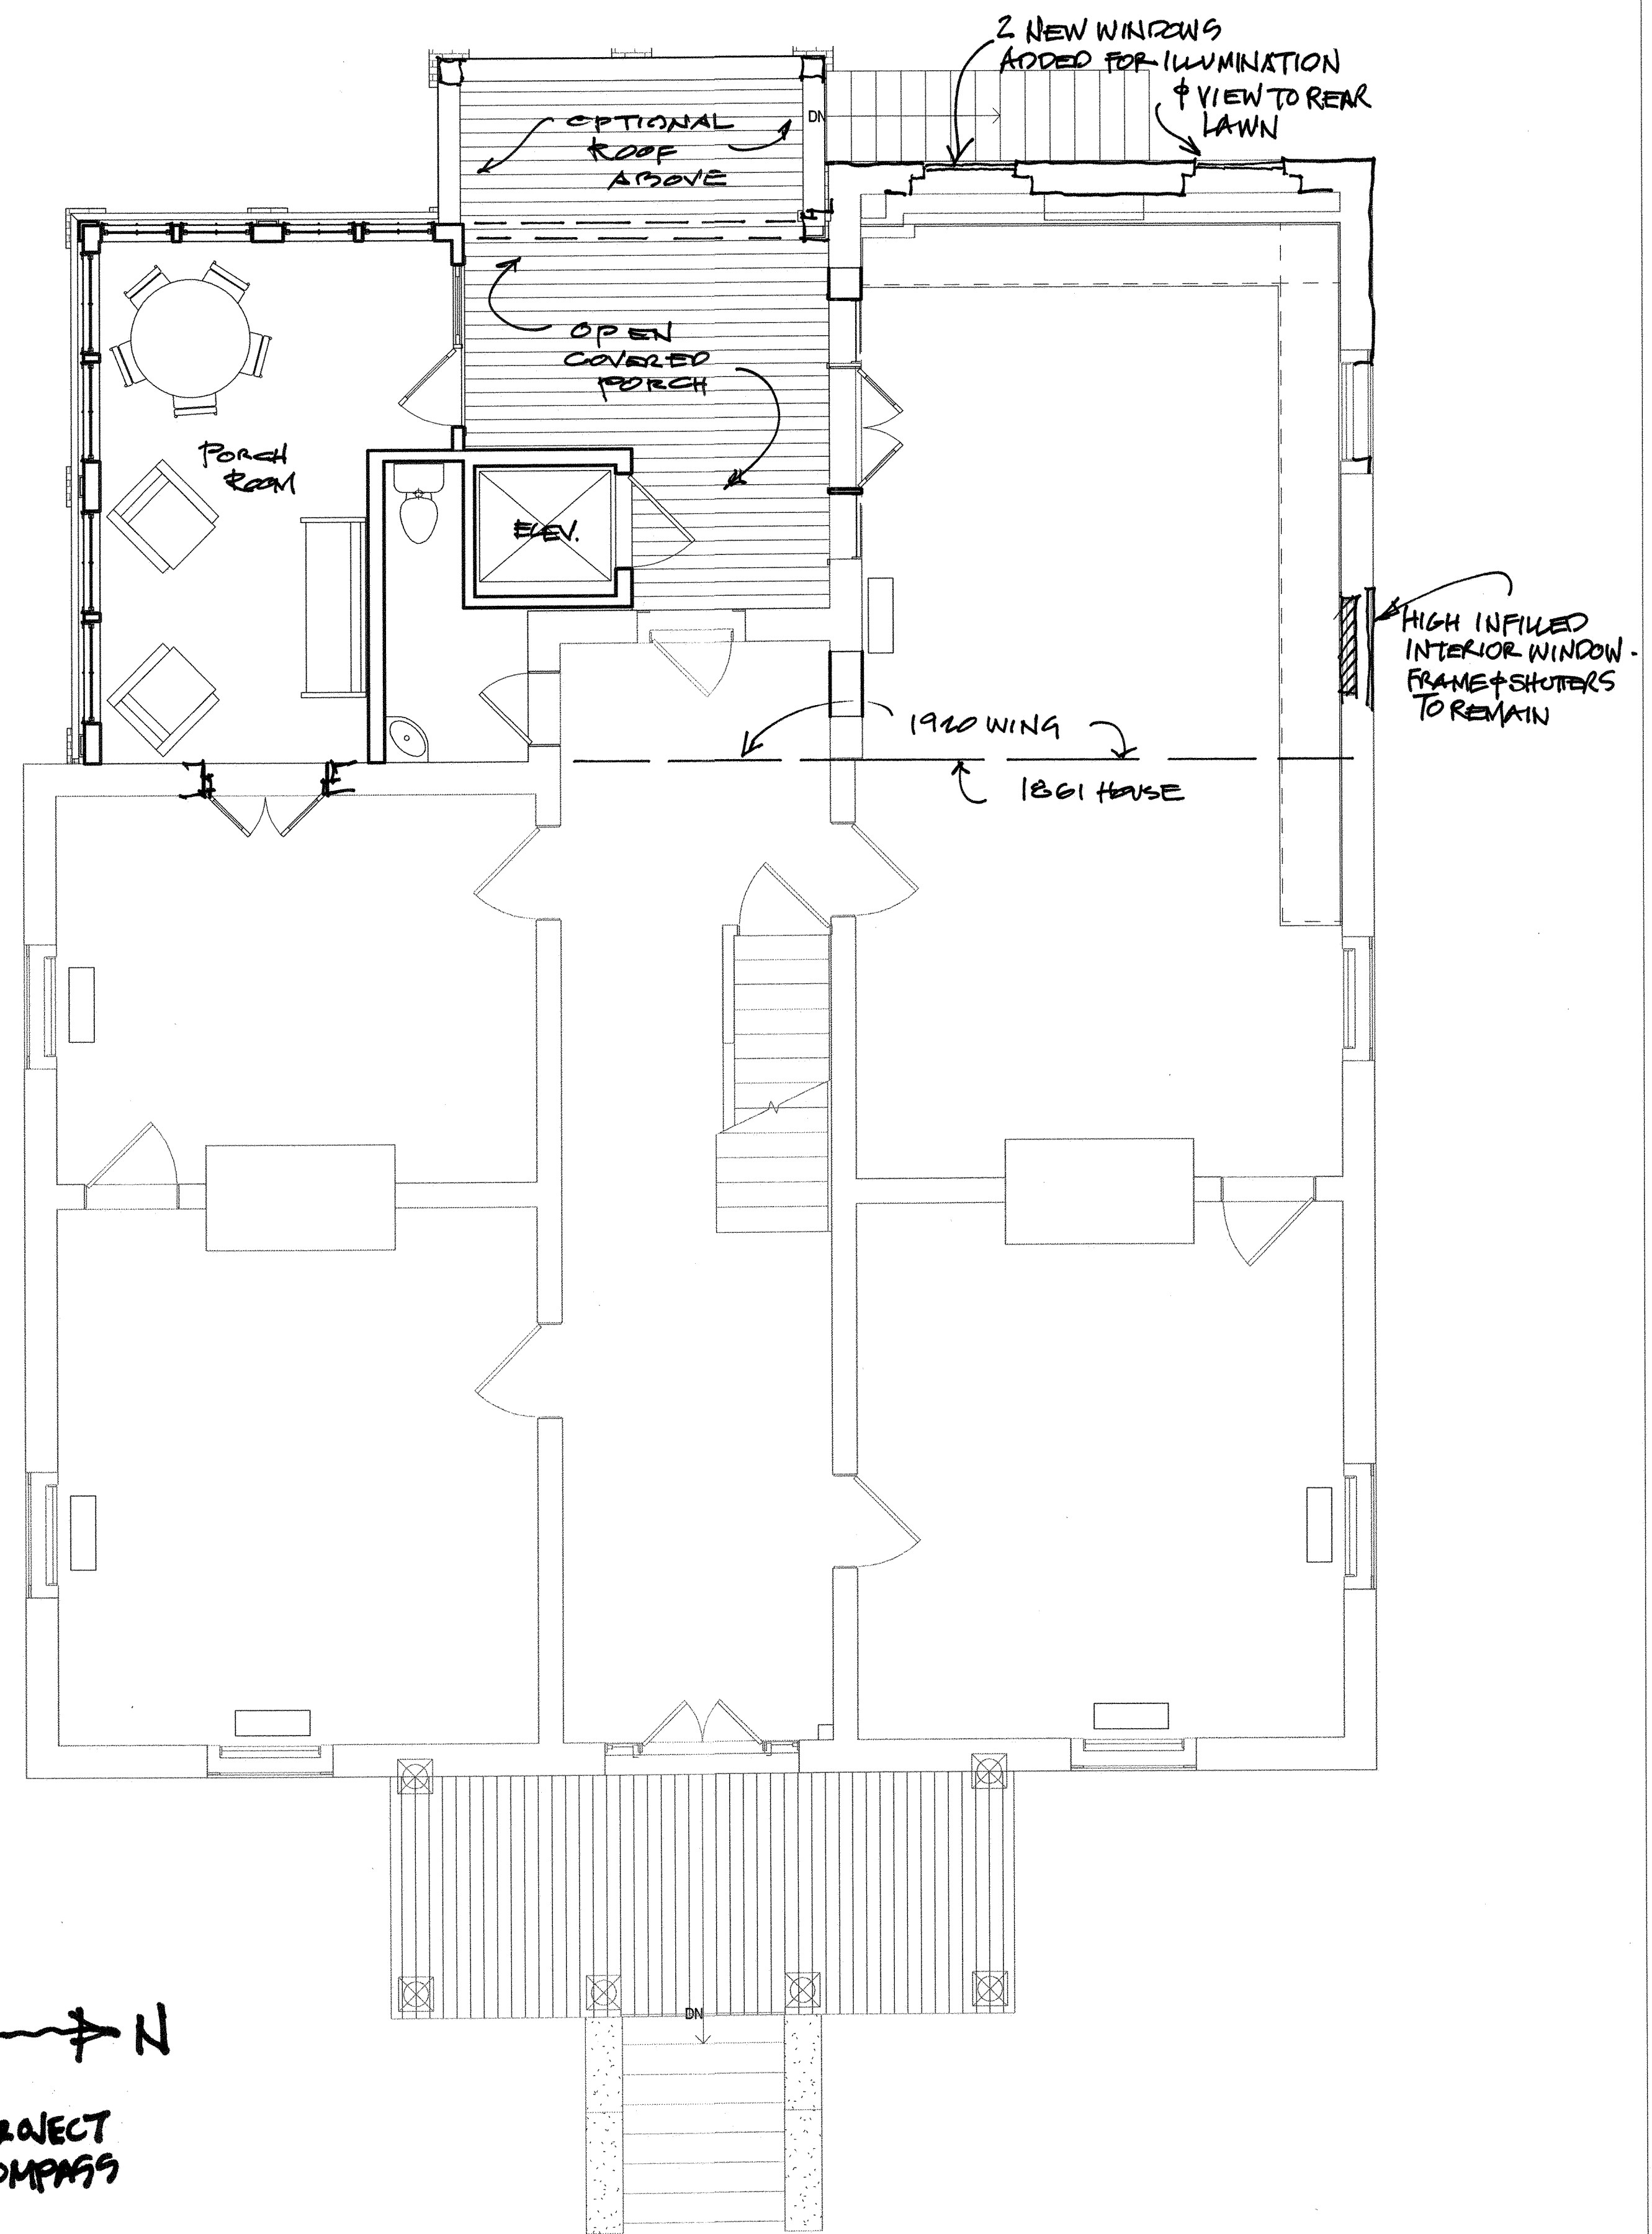 2 NEW WINDOWS
ADDED FOR ILLUMINATION
& VIEW TO REAR
LAWN
OPTIONAL
ROOF
ABOVE
DN
OPEN
COVERED
PORCH
PORCH
ROOM
ELEV.
HIGH INFILLED
INTERIOR WINDOW -
FRAME & SHUTTERS
TO REMAIN
1920 WING
1861 HOUSE
DN
N
ROJECT
OMPASS